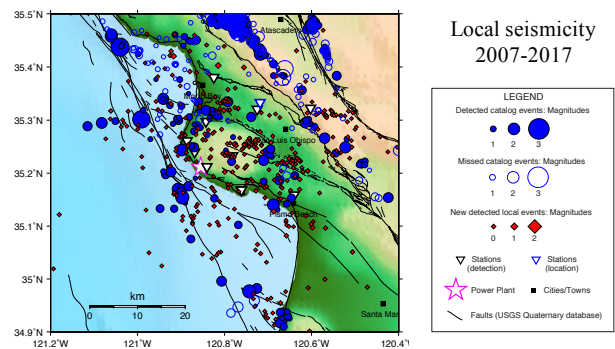 Local seismicity
2007-2017
35.5˚
35.4˚
35.3˚
35.2˚
35.1˚
35˚
34.9˚
121.2˚W
121˚W
120.8˚W
120.6˚W
120.4˚W
Atascadero
Luis Obispo
Pismo Beach
Santa Mar
km
0 10 20
LEGEND
Detected catalog events: Magnitudes
1 2 3
Missed catalog events: Magnitudes
1 2 3
New detected local events: Magnitudes
0 1 2
Stations
(detection)
Stations
(location)
Power Plant
Cities/Towns
Faults (USGS Quaternary database)